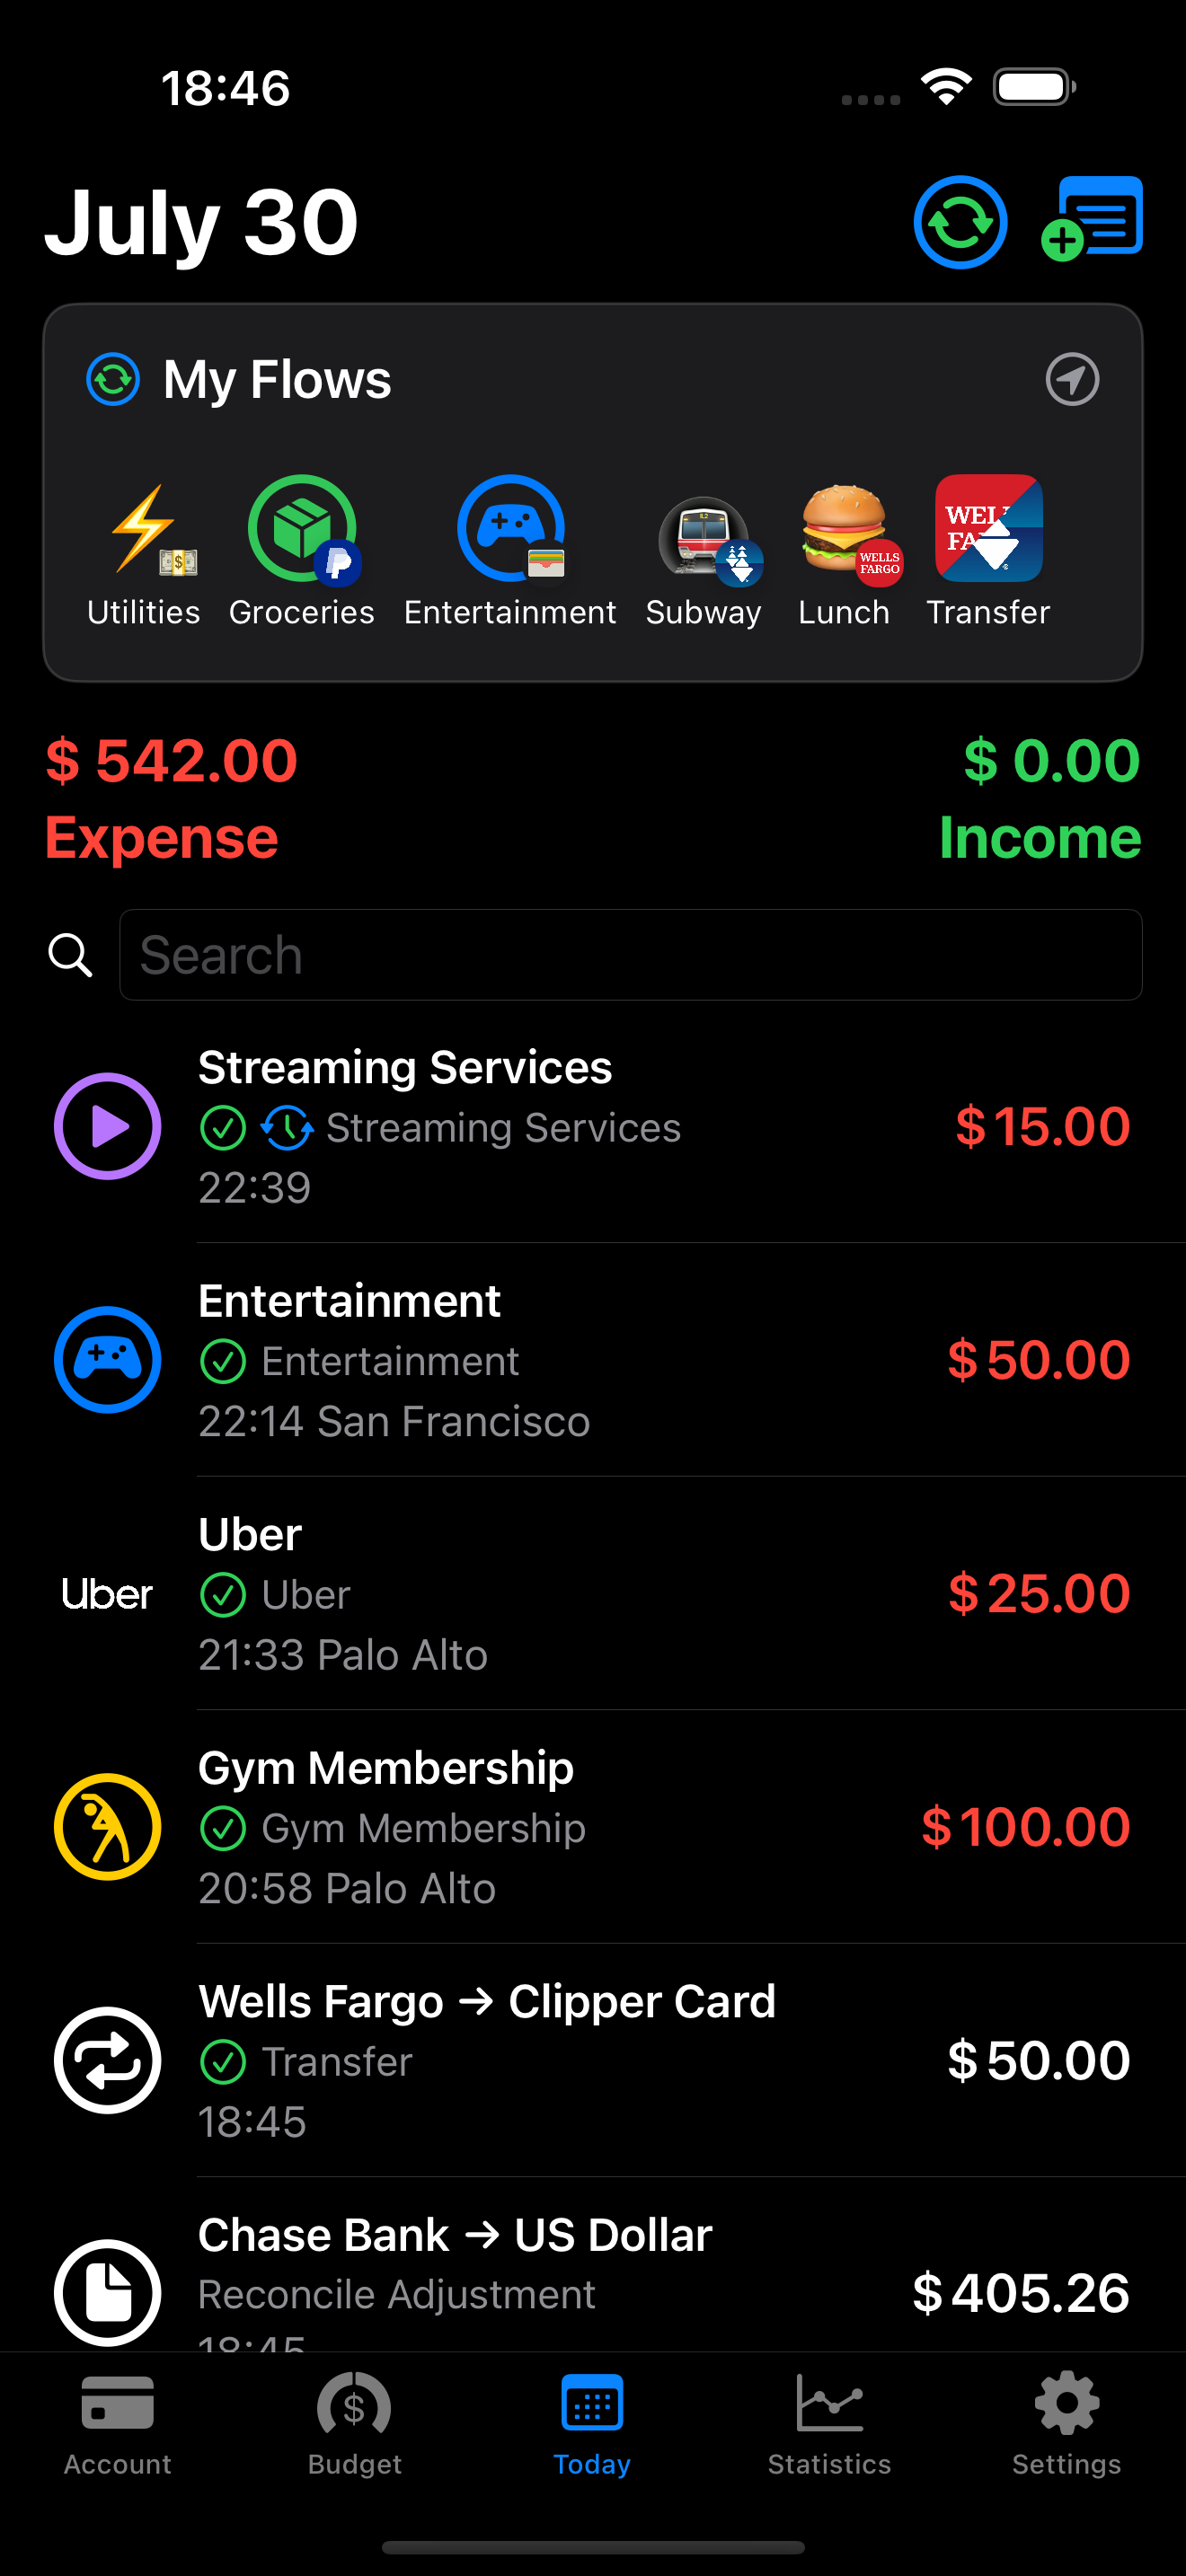 18:46
July 30
My Flows
WELLS
FARGO
Utilities
Groceries
Entertainment
Subway
Lunch
Transfer
$ 542.00
$ 0.00
Expense
Income
Search
Streaming Services
Streaming Services
$15.00
22:39
Entertainment
Entertainment
$50.00
22:14 San Francisco
Uber
Uber
Uber
$25.00
21:33 Palo Alto
Gym Membership
Gym Membership
$100.00
20:58 Palo Alto
Wells Fargo → Clipper Card
Transfer
$50.00
18:45
Chase Bank → US Dollar
Reconcile Adjustment
$405.26
18:45
Account
Budget
Today
Statistics
Settings